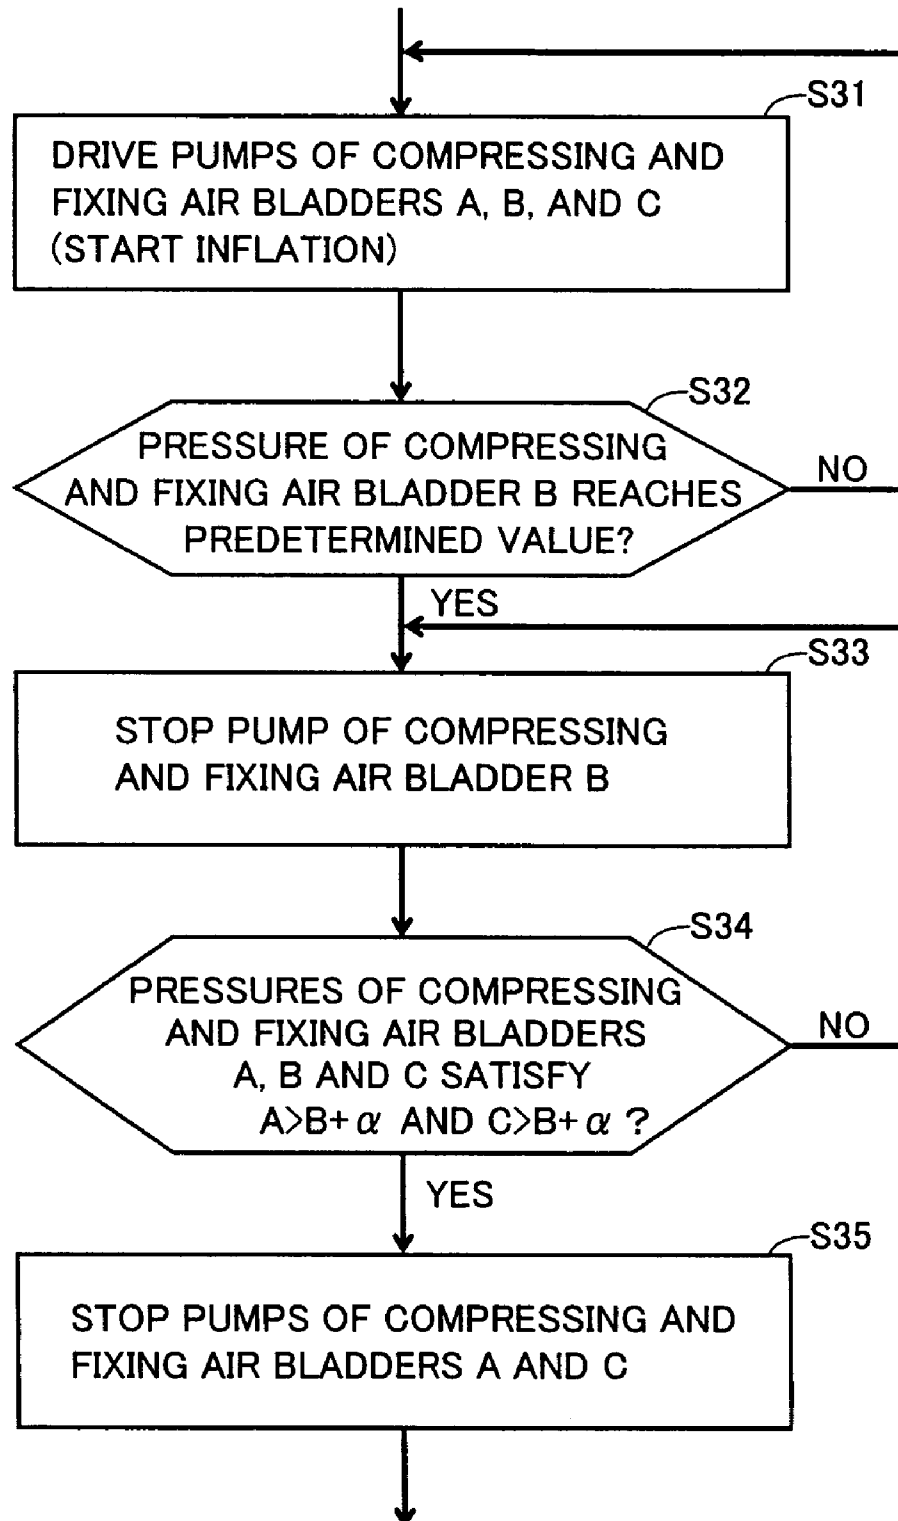 S31
DRIVE PUMPS OF COMPRESSING AND
FIXING AIR BLADDERS A, B, AND C
(START INFLATION)
S32
PRESSURE OF COMPRESSING
AND FIXING AIR BLADDER B REACHES
PREDETERMINED VALUE?
NO
YES
S33
STOP PUMP OF COMPRESSING
AND FIXING AIR BLADDER B
S34
PRESSURES OF COMPRESSING
AND FIXING AIR BLADDERS
A, B AND C SATISFY
A>B+α AND C>B+α ?
NO
YES
S35
STOP PUMPS OF COMPRESSING AND
FIXING AIR BLADDERS A AND C